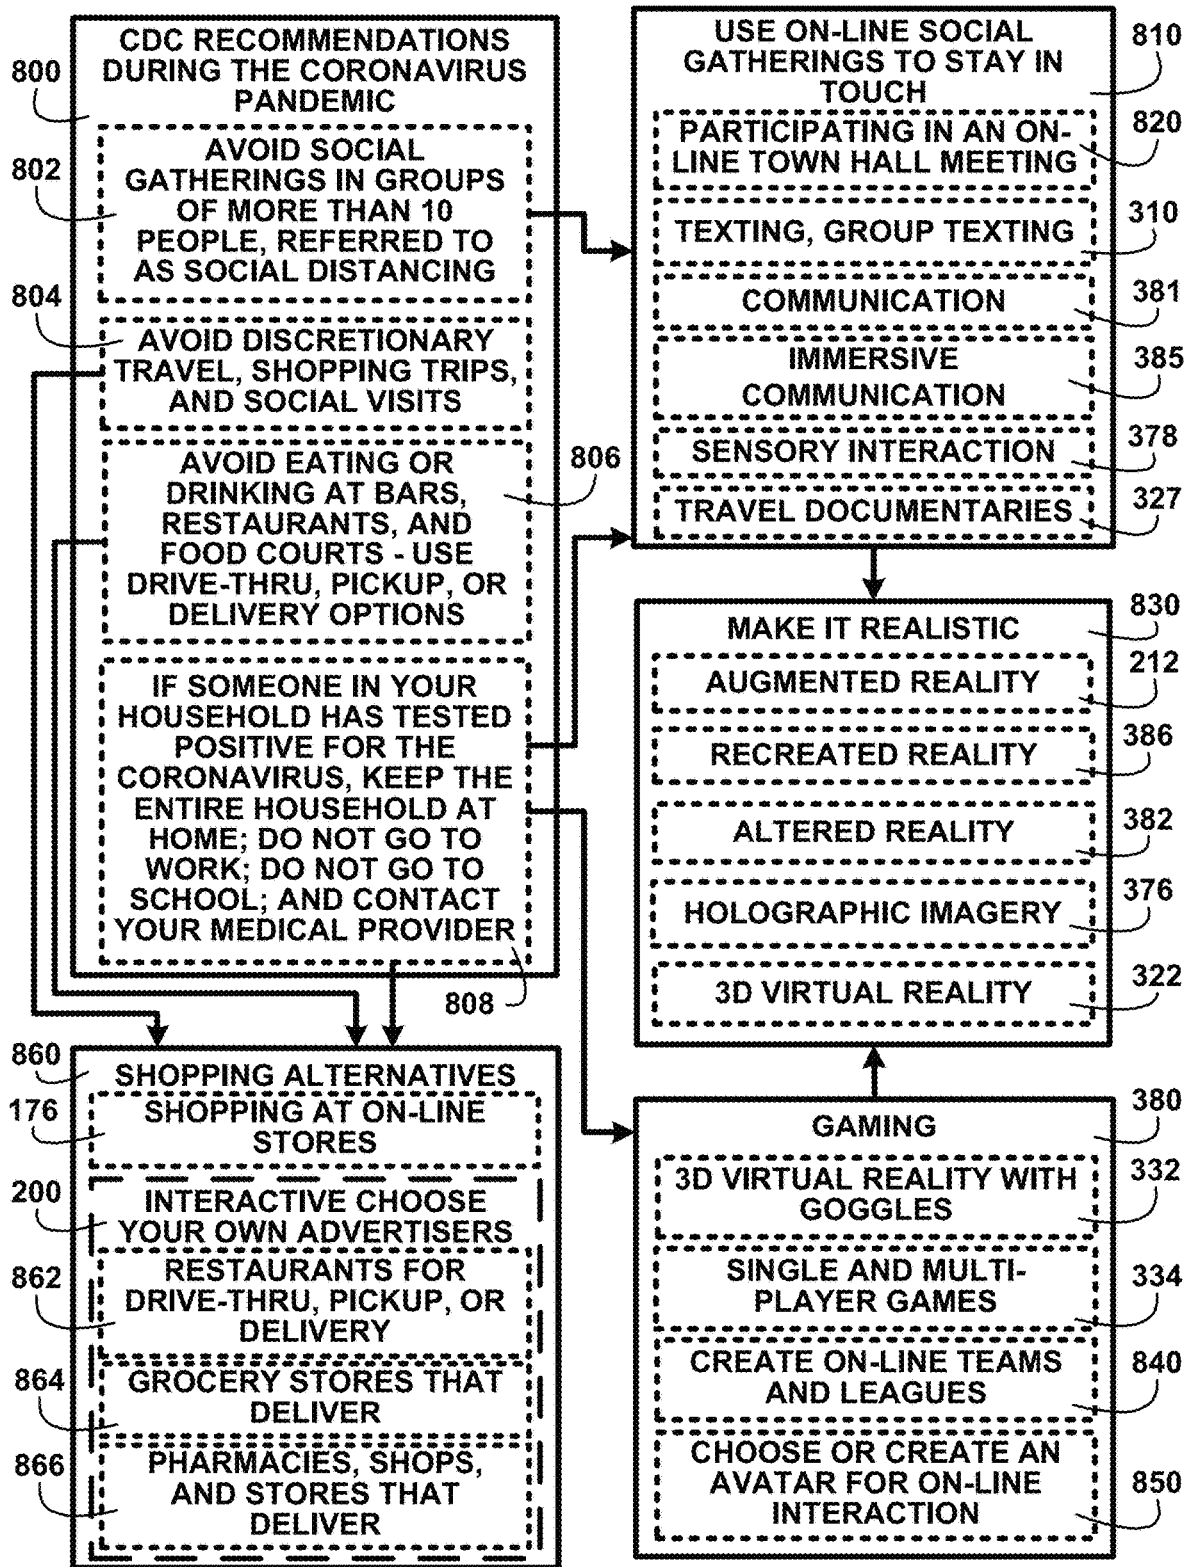 800
CDC RECOMMENDATIONS
DURING THE CORONAVIRUS
PANDEMIC
802
AVOID SOCIAL
GATHERINGS IN GROUPS
OF MORE THAN 10
PEOPLE, REFERRED TO
AS SOCIAL DISTANCING
804
AVOID DISCRETIONARY
TRAVEL, SHOPPING TRIPS,
AND SOCIAL VISITS
806
AVOID EATING OR
DRINKING AT BARS,
RESTAURANTS, AND
FOOD COURTS - USE
DRIVE-THRU, PICKUP, OR
DELIVERY OPTIONS
IF SOMEONE IN YOUR
HOUSEHOLD HAS TESTED
POSITIVE FOR THE
CORONAVIRUS, KEEP THE
ENTIRE HOUSEHOLD AT
HOME; DO NOT GO TO
WORK; DO NOT GO TO
SCHOOL; AND CONTACT
YOUR MEDICAL PROVIDER
808
860
SHOPPING ALTERNATIVES
176
SHOPPING AT ON-LINE
STORES
200
INTERACTIVE CHOOSE
YOUR OWN ADVERTISERS
862
RESTAURANTS FOR
DRIVE-THRU, PICKUP, OR
DELIVERY
864
GROCERY STORES THAT
DELIVER
866
PHARMACIES, SHOPS,
AND STORES THAT
DELIVER
USE ON-LINE SOCIAL
GATHERINGS TO STAY IN
TOUCH
810
PARTICIPATING IN AN ON-
LINE TOWN HALL MEETING
820
TEXTING, GROUP TEXTING
310
COMMUNICATION
381
IMMERSIVE
COMMUNICATION
385
SENSORY INTERACTION
378
TRAVEL DOCUMENTARIES
327
MAKE IT REALISTIC
830
AUGMENTED REALITY
212
RECREATED REALITY
386
ALTERED REALITY
382
HOLOGRAPHIC IMAGERY
376
3D VIRTUAL REALITY
322
GAMING
380
3D VIRTUAL REALITY WITH
GOGGLES
332
SINGLE AND MULTI-
PLAYER GAMES
334
CREATE ON-LINE TEAMS
AND LEAGUES
840
CHOOSE OR CREATE AN
AVATAR FOR ON-LINE
INTERACTION
850